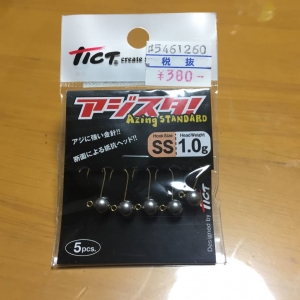 TICT
create
#5461260
税抜
¥380-
アジスタ!
Azing STANDARD
アジに強い金針!!
断面による抵抗ヘッド!!
Hook Size
SS
Head Weight
1.0g
5pcs.
Designed by TICT